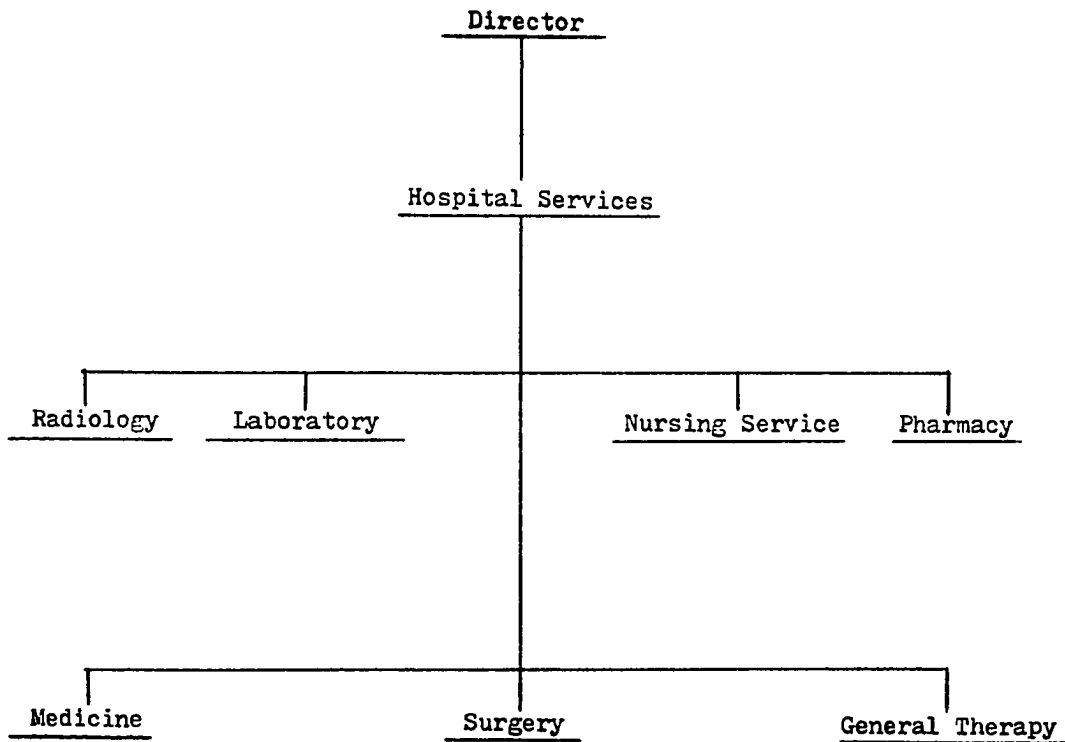 Director
Hospital Services
Radiology Laboratory Nursing Service Pharmacy
Medicine Surgery General Therapy